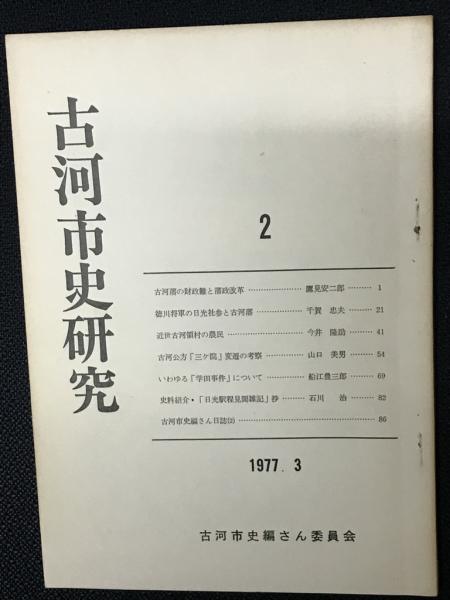 古河市史研究
2
古河藩の財政難と藩政改革 ………………… 鷹見安二郎 ……… 1
徳川将軍の日光社参と古河藩 ……………… 千賀 忠夫 ……… 21
近世古河領村の農民 ………………………… 今井 隆助 ……… 41
古河公方「三ケ院」変遷の考察 …………… 山口 美男 ……… 54
いわゆる「学田事件」について …………… 船江豊三郎 ……… 69
史料紹介・「日光駅程見聞雑記」抄 ……… 石川 治 ……… 82
古河市史編さん日誌(2) ……………………………………………… 86
1977. 3
古河市史編さん委員会